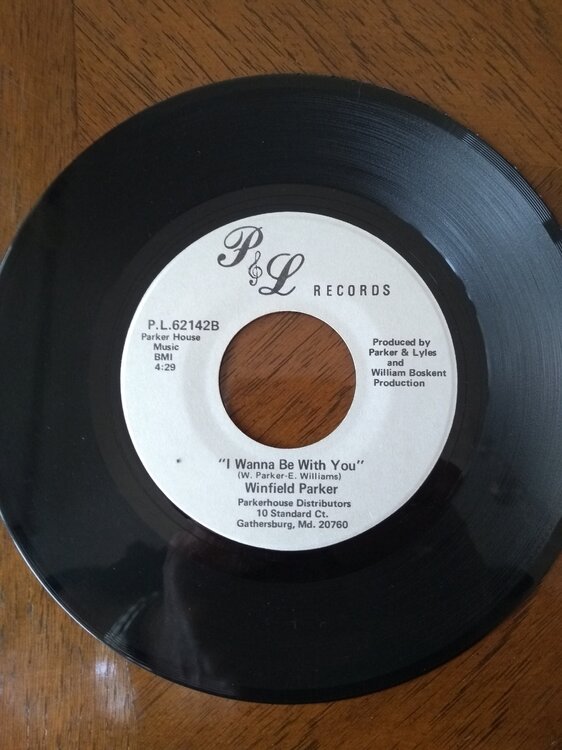 P&L RECORDS
P.L.62142B
Parker House
Music
BMI
4:29
Produced by
Parker & Lyles
and
William Boskent
Production
"I Wanna Be With You"
(W. Parker-E. Williams)
Winfield Parker
Parkerhouse Distributors
10 Standard Ct.
Gathersburg, Md. 20760